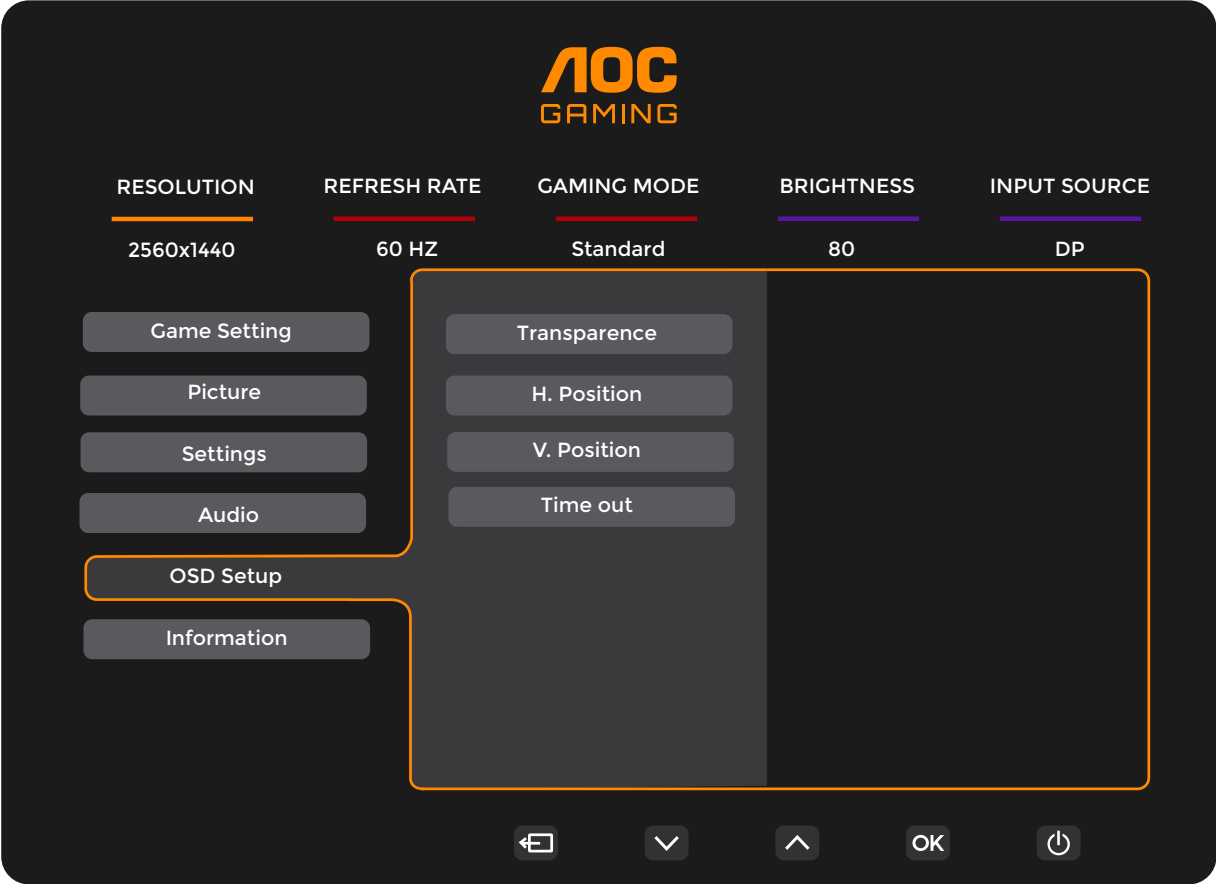 AOC
GAMING
RESOLUTION REFRESH RATE GAMING MODE BRIGHTNESS INPUT SOURCE
2560x1440 60 HZ Standard 80 DP
Game Setting
Picture
Settings
Audio
OSD Setup
Information
Transparence
H. Position
V. Position
Time out
OK